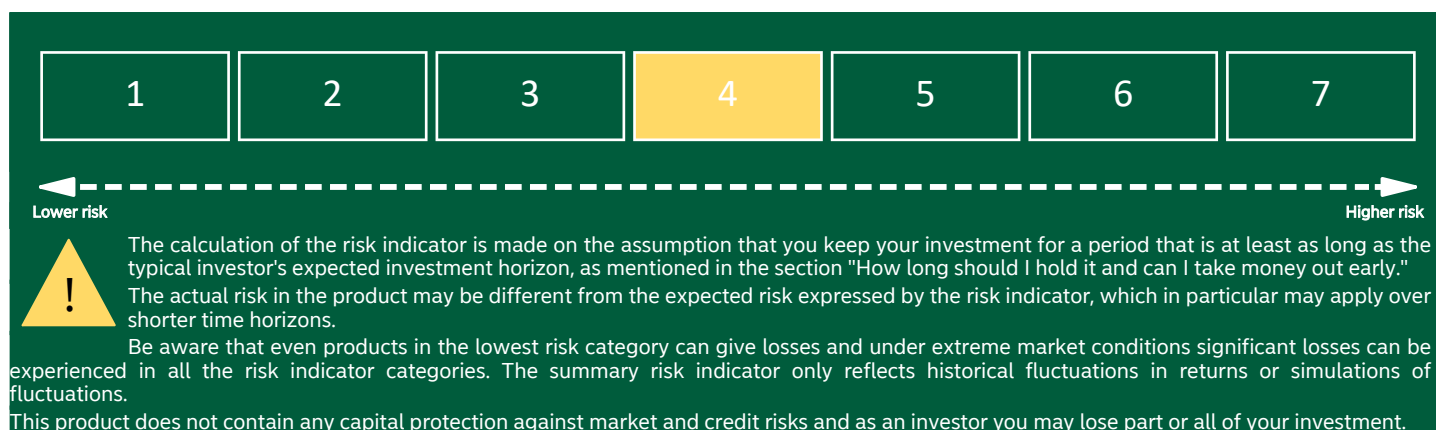 1 2 3 4 5 6 7
Lower risk Higher risk
The calculation of the risk indicator is made on the assumption that you keep your investment for a period that is at least as long as the
typical investor's expected investment horizon, as mentioned in the section "How long should I hold it and can I take money out early."
! The actual risk in the product may be different from the expected risk expressed by the risk indicator, which in particular may apply over
shorter time horizons.
Be aware that even products in the lowest risk category can give losses and under extreme market conditions significant losses can be
experienced in all the risk indicator categories. The summary risk indicator only reflects historical fluctuations in returns or simulations of
fluctuations.
This product does not contain any capital protection against market and credit risks and as an investor you may lose part or all of your investment.